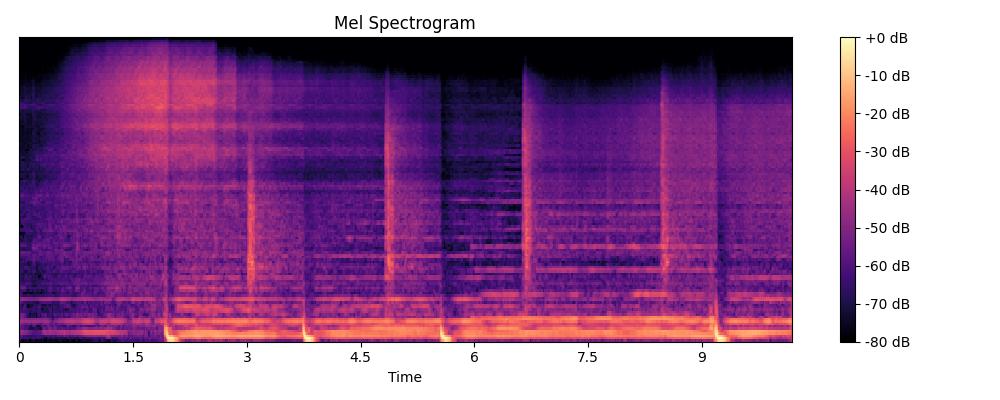 Mel Spectrogram
+0 dB
-10 dB
-20 dB
-30 dB
-40 dB
-50 dB
-60 dB
-70 dB
-80 dB
0 1.5 3 4.5 6 7.5 9
Time